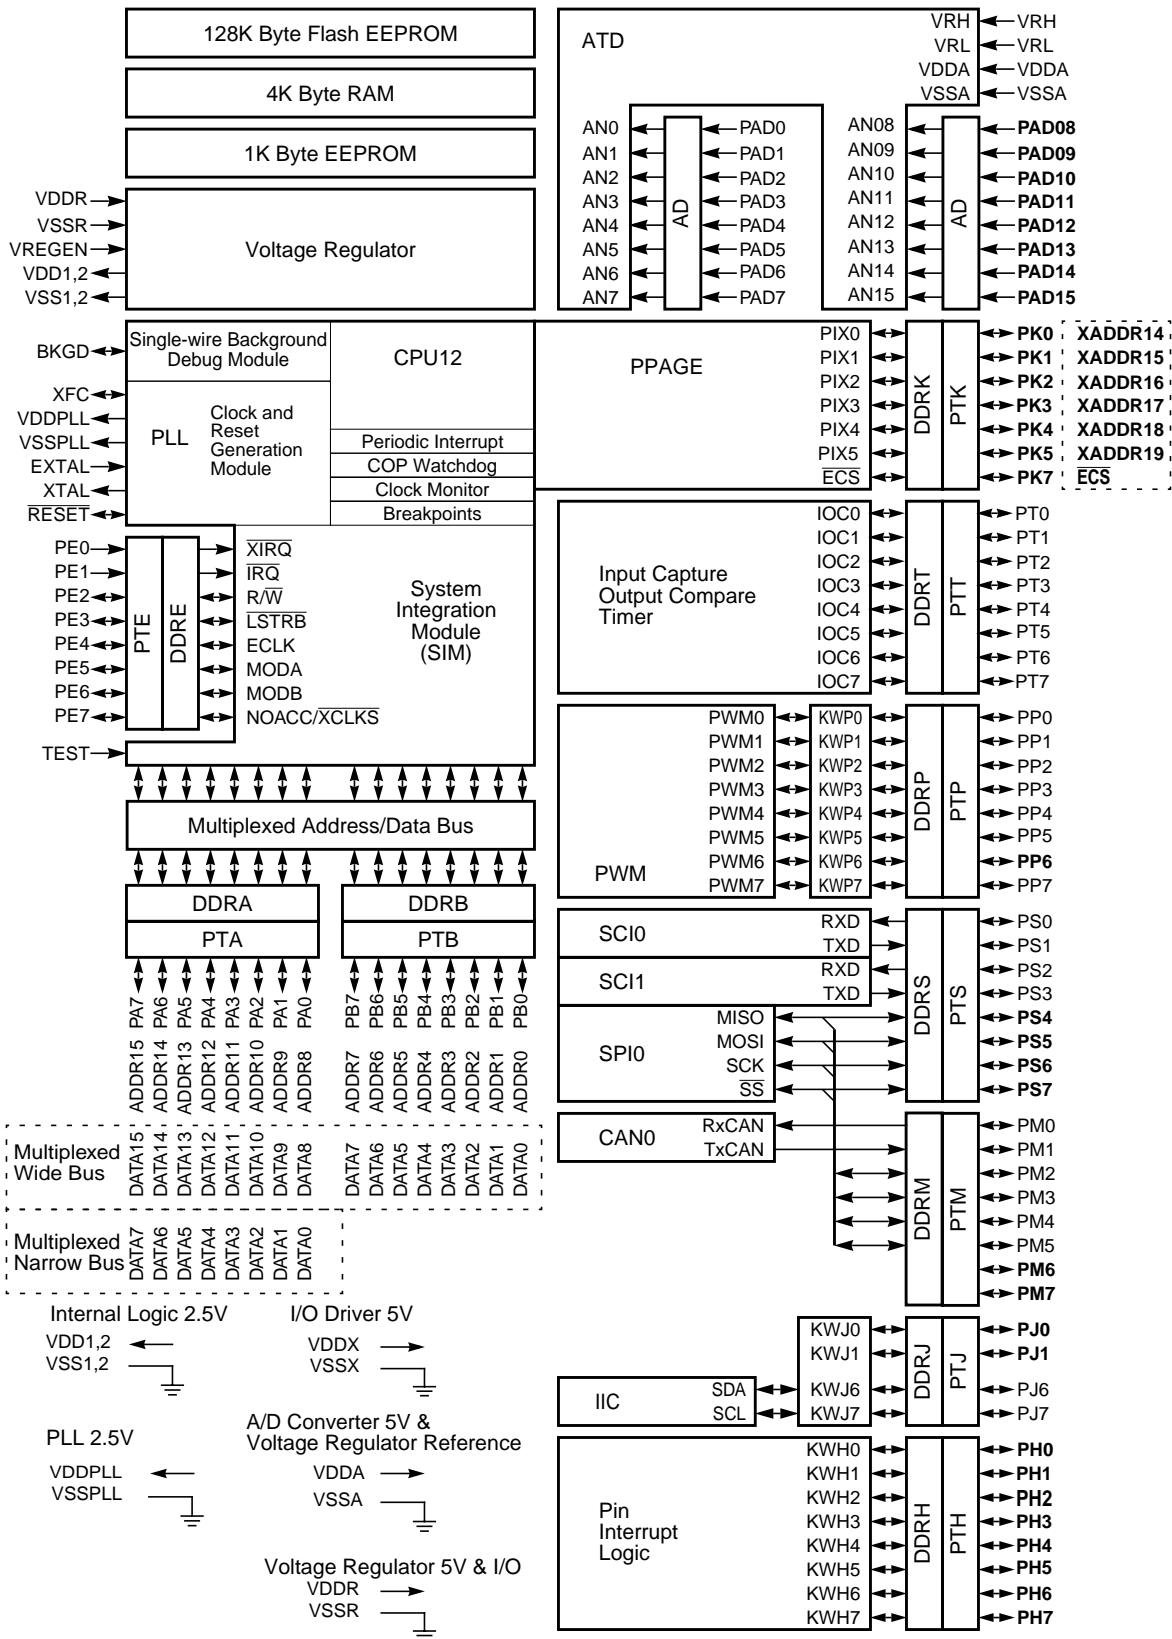 128K Byte Flash EEPROM
4K Byte RAM
1K Byte EEPROM
VDDR
VSSR
VREGEN
VDD1,2
VSS1,2
Voltage Regulator
ATD
VRH VRH
VRL VRL
VDDA VDDA
VSSA VSSA
AN0 PAD0
AN1 PAD1
AN2 PAD2
AN3 PAD3
AN4 PAD4
AN5 PAD5
AN6 PAD6
AN7 PAD7
AD
AN08 PAD08
AN09 PAD09
AN10 PAD10
AN11 PAD11
AN12 PAD12
AN13 PAD13
AN14 PAD14
AN15 PAD15
AD
BKGD
Single-wire Background
Debug Module
CPU12
XFC
VDDPLL
VSSPLL
EXTAL
XTAL
RESET
PLL
Clock and
Reset
Generation
Module
Periodic Interrupt
COP Watchdog
Clock Monitor
Breakpoints
PPAGE
PIX0 PK0 XADDR14
PIX1 PK1 XADDR15
PIX2 PK2 XADDR16
PIX3 PK3 XADDR17
PIX4 PK4 XADDR18
PIX5 PK5 XADDR19
ECS PK7 ECS
DDRK
PTK
PE0 XIRQ
PE1 IRQ
PE2 R/W
PE3 LSTRB
PE4 ECLK
PE5 MODA
PE6 MODB
PE7 NOACC/XCLKS
PTE
DDRE
TEST
System
Integration
Module
(SIM)
Input Capture
Output Compare
Timer
IOC0 PT0
IOC1 PT1
IOC2 PT2
IOC3 PT3
IOC4 PT4
IOC5 PT5
IOC6 PT6
IOC7 PT7
DDRT
PTT
PWM
PWM0 KWP0 PP0
PWM1 KWP1 PP1
PWM2 KWP2 PP2
PWM3 KWP3 PP3
PWM4 KWP4 PP4
PWM5 KWP5 PP5
PWM6 KWP6 PP6
PWM7 KWP7 PP7
DDRP
PTP
Multiplexed Address/Data Bus
DDRA
PTA
DDRB
PTB
PA7 PA6 PA5 PA4 PA3 PA2 PA1 PA0 PB7 PB6 PB5 PB4 PB3 PB2 PB1 PB0
ADDR15 ADDR14 ADDR13 ADDR12 ADDR11 ADDR10 ADDR9 ADDR8 ADDR7 ADDR6 ADDR5 ADDR4 ADDR3 ADDR2 ADDR1 ADDR0
Multiplexed
Wide Bus
DATA15 DATA14 DATA13 DATA12 DATA11 DATA10 DATA9 DATA8 DATA7 DATA6 DATA5 DATA4 DATA3 DATA2 DATA1 DATA0
Multiplexed
Narrow Bus
DATA7 DATA6 DATA5 DATA4 DATA3 DATA2 DATA1 DATA0
SCI0
RXD PS0
TXD PS1
SCI1
RXD PS2
TXD PS3
SPI0
MISO PS4
MOSI PS5
SCK PS6
SS PS7
DDRS
PTS
CAN0
RxCAN PM0
TxCAN PM1
PM2
PM3
PM4
PM5
PM6
PM7
DDRM
PTM
Internal Logic 2.5V
VDD1,2
VSS1,2
I/O Driver 5V
VDDX
VSSX
PLL 2.5V
VDDPLL
VSSPLL
A/D Converter 5V &
Voltage Regulator Reference
VDDA
VSSA
Voltage Regulator 5V & I/O
VDDR
VSSR
KWJ0 PJ0
KWJ1 PJ1
IIC
SDA KWJ6 PJ6
SCL KWJ7 PJ7
DDRJ
PTJ
Pin
Interrupt
Logic
KWH0 PH0
KWH1 PH1
KWH2 PH2
KWH3 PH3
KWH4 PH4
KWH5 PH5
KWH6 PH6
KWH7 PH7
DDRH
PTH